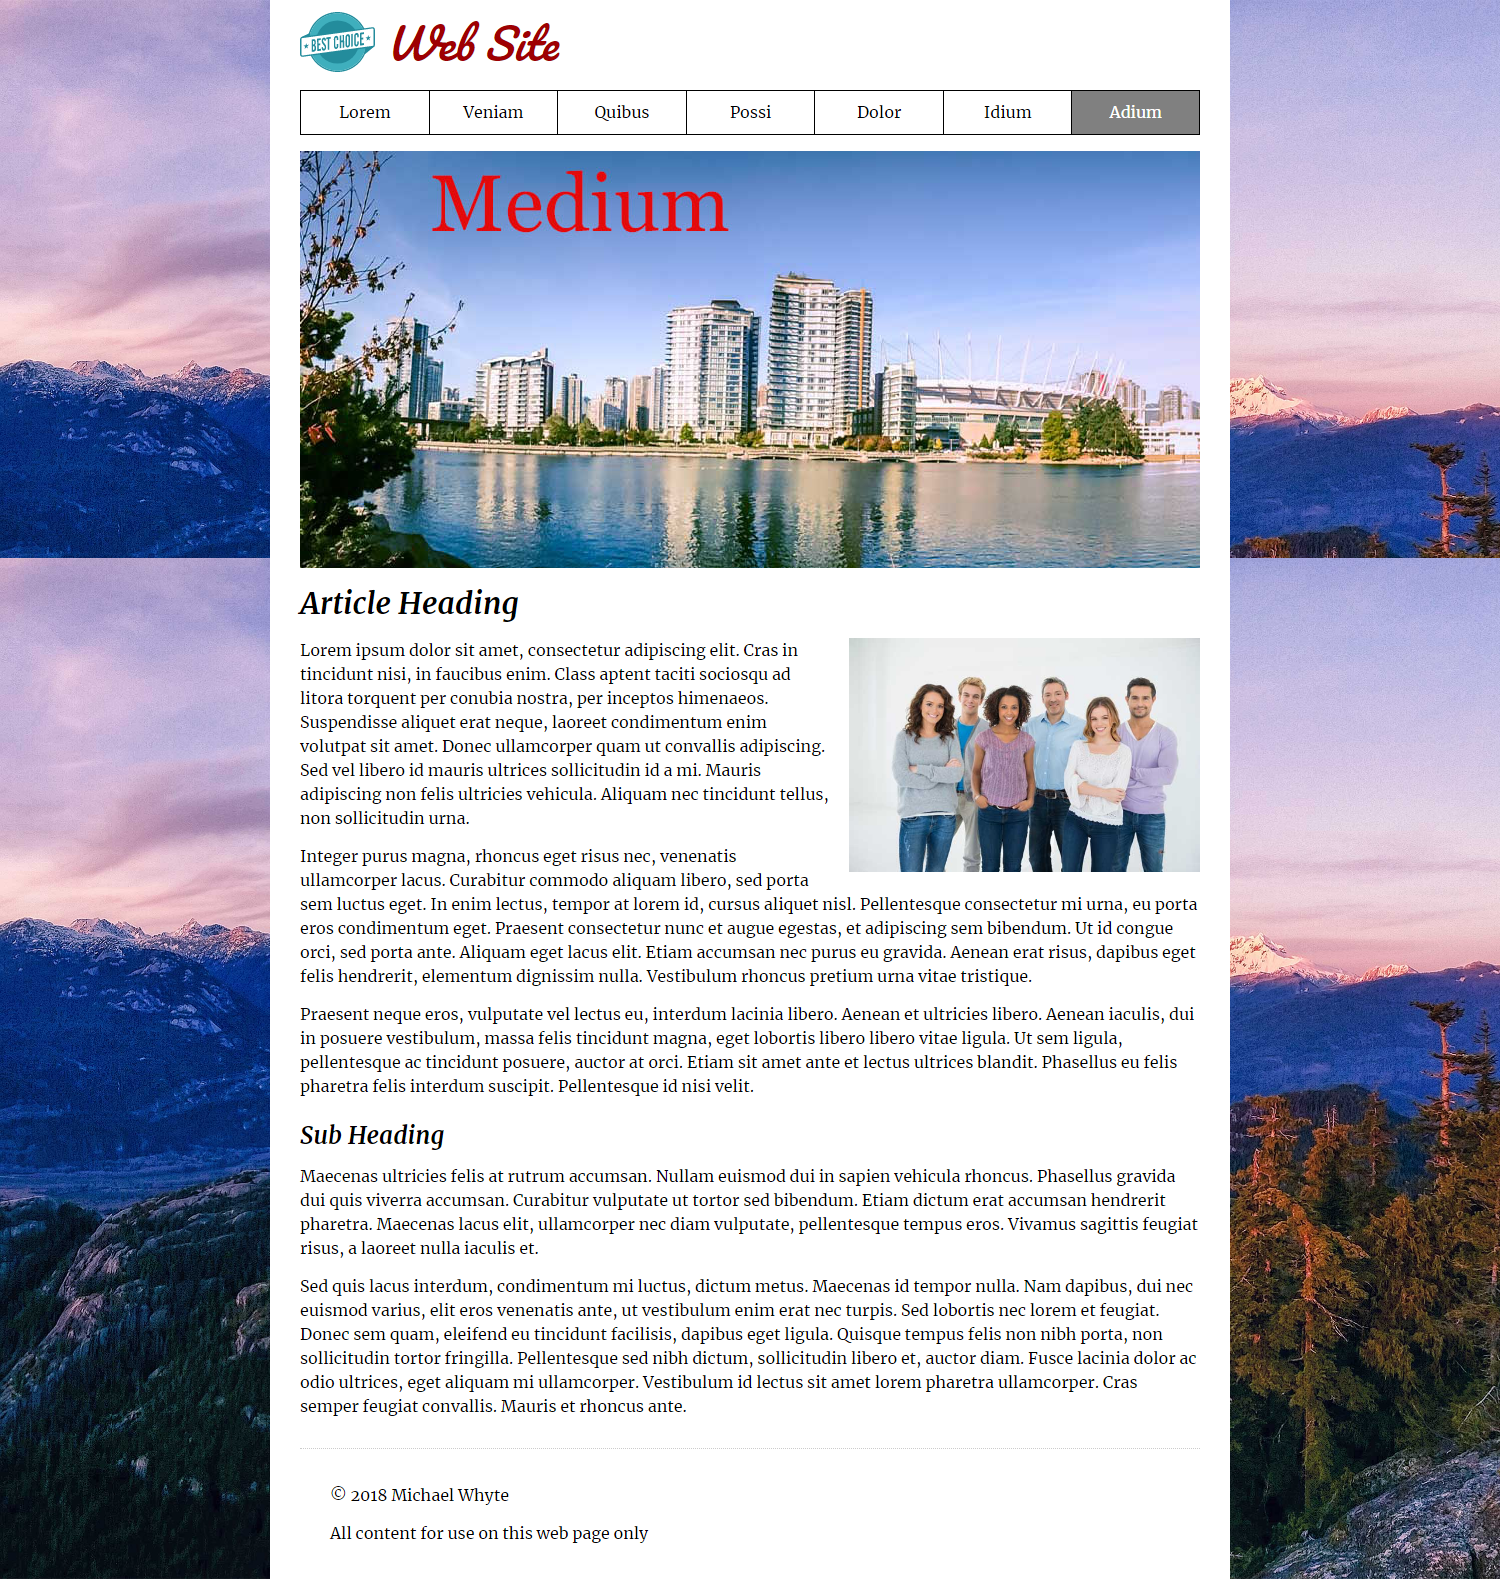 BEST CHOICE
Web Site
Lorem Veniam Quibus Possi Dolor Idium Adium
Medium
Article Heading
Lorem ipsum dolor sit amet, consectetur adipiscing elit. Cras in
tincidunt nisi, in faucibus enim. Class aptent taciti sociosqu ad
litora torquent per conubia nostra, per inceptos himenaeos.
Suspendisse aliquet erat neque, laoreet condimentum enim
volutpat sit amet. Donec ullamcorper quam ut convallis adipiscing.
Sed vel libero id mauris ultrices sollicitudin id a mi. Mauris
adipiscing non felis ultricies vehicula. Aliquam nec tincidunt tellus,
non sollicitudin urna.
Integer purus magna, rhoncus eget risus nec, venenatis
ullamcorper lacus. Curabitur commodo aliquam libero, sed porta
sem luctus eget. In enim lectus, tempor at lorem id, cursus aliquet nisl. Pellentesque consectetur mi urna, eu porta
eros condimentum eget. Praesent consectetur nunc et augue egestas, et adipiscing sem bibendum. Ut id congue
orci, sed porta ante. Aliquam eget lacus elit. Etiam accumsan nec purus eu gravida. Aenean erat risus, dapibus eget
felis hendrerit, elementum dignissim nulla. Vestibulum rhoncus pretium urna vitae tristique.
Praesent neque eros, vulputate vel lectus eu, interdum lacinia libero. Aenean et ultricies libero. Aenean iaculis, dui
in posuere vestibulum, massa felis tincidunt magna, eget lobortis libero libero vitae ligula. Ut sem ligula,
pellentesque ac tincidunt posuere, auctor at orci. Etiam sit amet ante et lectus ultrices blandit. Phasellus eu felis
pharetra felis interdum suscipit. Pellentesque id nisi velit.
Sub Heading
Maecenas ultricies felis at rutrum accumsan. Nullam euismod dui in sapien vehicula rhoncus. Phasellus gravida
dui quis viverra accumsan. Curabitur vulputate ut tortor sed bibendum. Etiam dictum erat accumsan hendrerit
pharetra. Maecenas lacus elit, ullamcorper nec diam vulputate, pellentesque tempus eros. Vivamus sagittis feugiat
risus, a laoreet nulla iaculis et.
Sed quis lacus interdum, condimentum mi luctus, dictum metus. Maecenas id tempor nulla. Nam dapibus, dui nec
euismod varius, elit eros venenatis ante, ut vestibulum enim erat nec turpis. Sed lobortis nec lorem et feugiat.
Donec sem quam, eleifend eu tincidunt facilisis, dapibus eget ligula. Quisque tempus felis non nibh porta, non
sollicitudin tortor fringilla. Pellentesque sed nibh dictum, sollicitudin libero et, auctor diam. Fusce lacinia dolor ac
odio ultrices, eget aliquam mi ullamcorper. Vestibulum id lectus sit amet lorem pharetra ullamcorper. Cras
semper feugiat convallis. Mauris et rhoncus ante.
© 2018 Michael Whyte
All content for use on this web page only